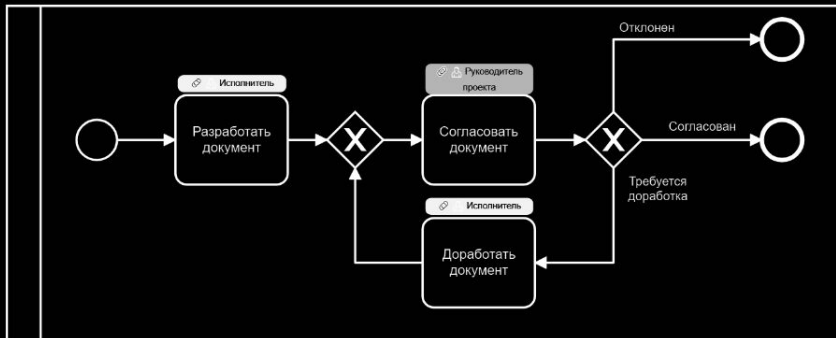 Отклонен
Исполнитель
Руководитель
проекта
Разработать
документ
Согласовать
документ
Согласован
Требуется
доработка
Исполнитель
Доработать
документ